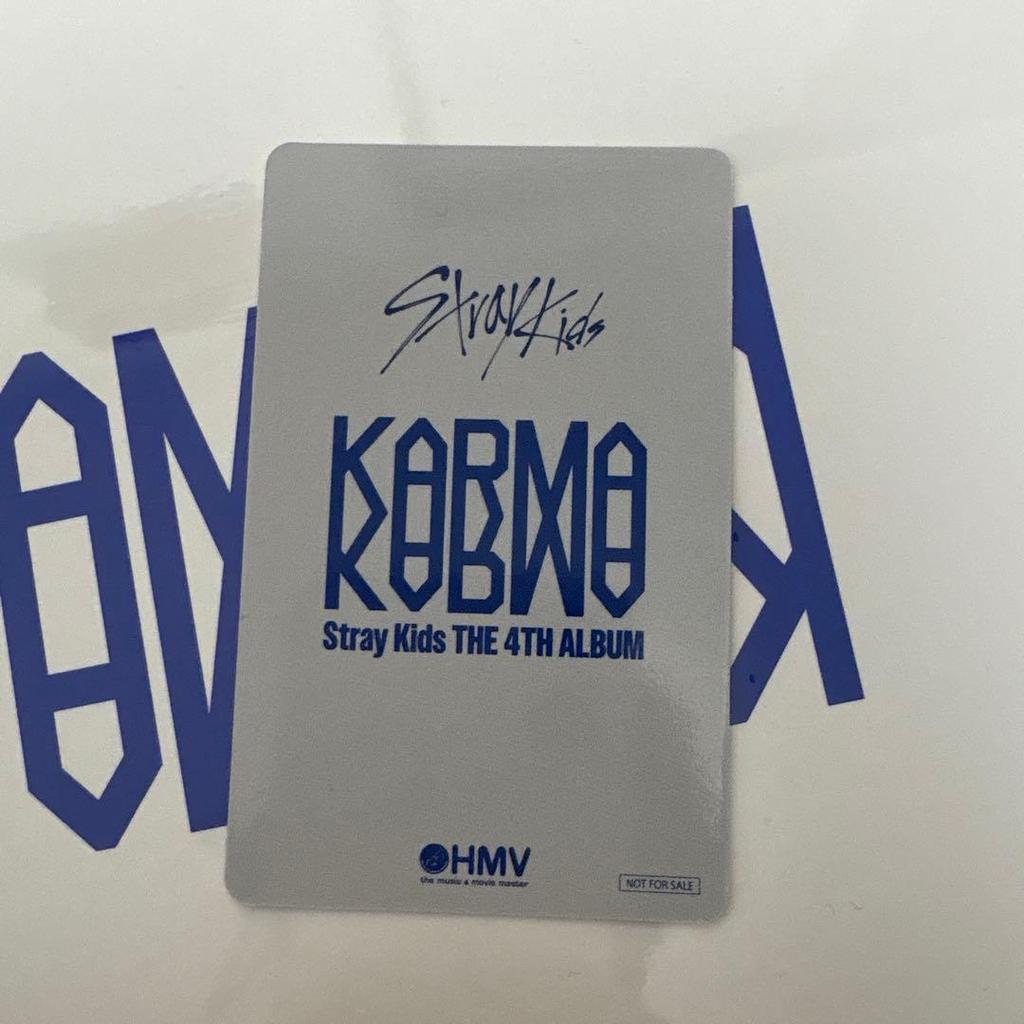 Stray Kids
KARMA
Stray Kids THE 4TH ALBUM
HMV
the music & movie master
NOT FOR SALE